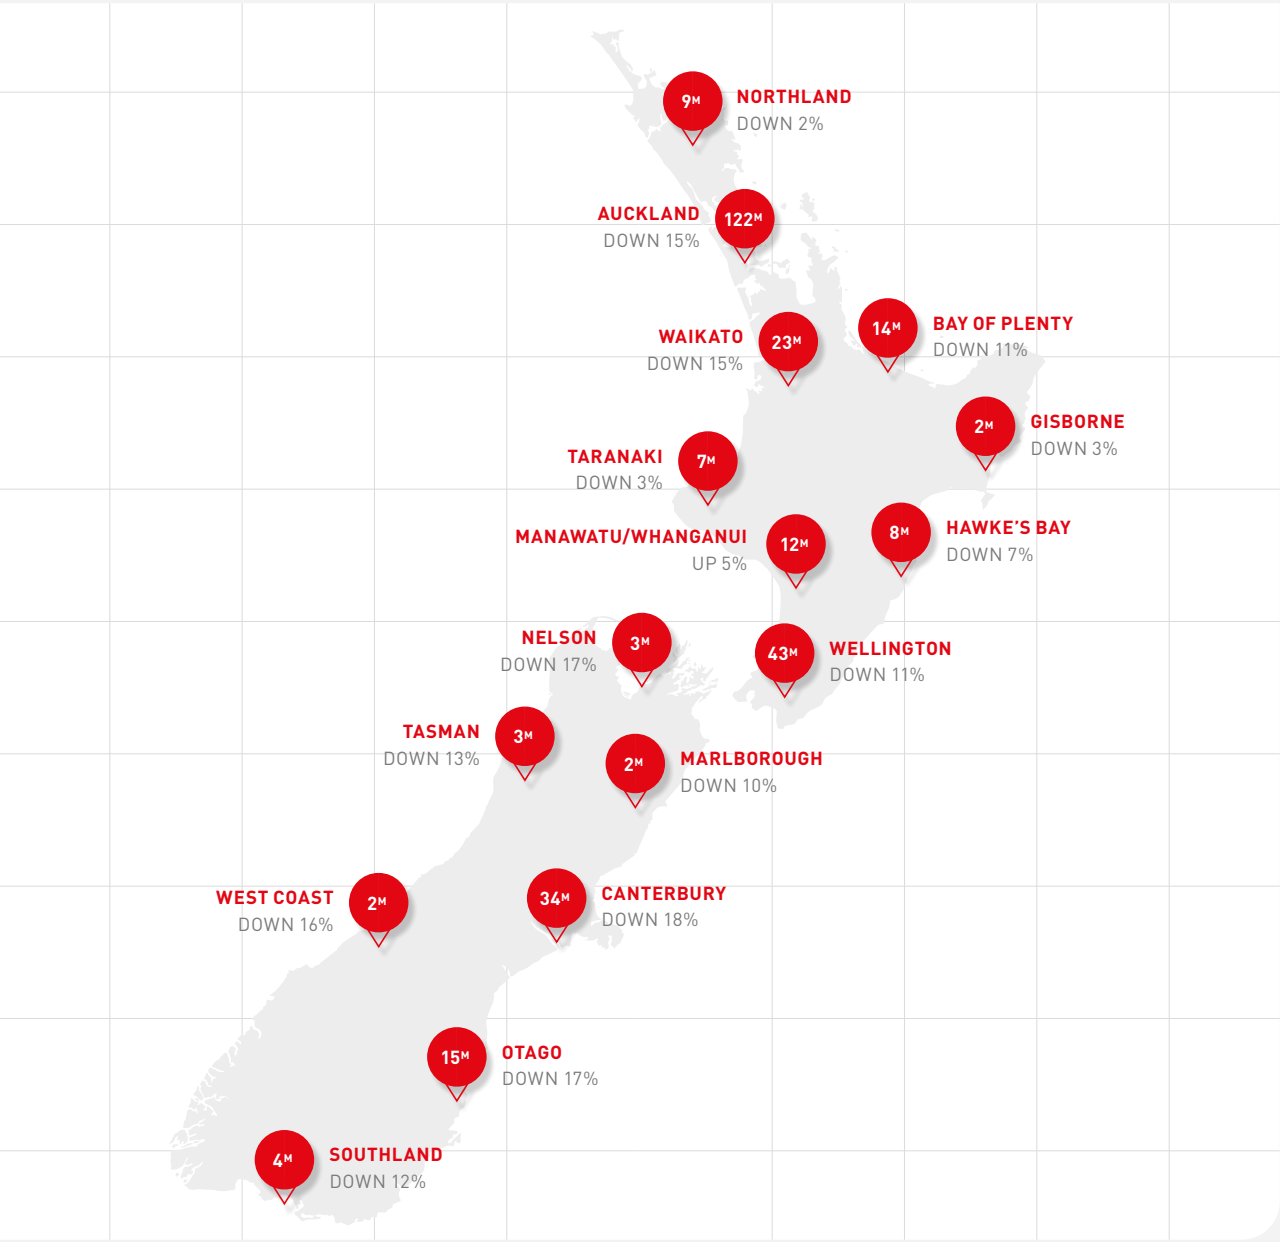 9M
NORTHLAND
DOWN 2%
AUCKLAND
DOWN 15%
122M
WAIKATO
DOWN 15%
23M
14M
BAY OF PLENTY
DOWN 11%
2M
GISBORNE
DOWN 3%
TARANAKI
DOWN 3%
7M
MANAWATU/WHANGANUI
UP 5%
12M
8M
HAWKE’S BAY
DOWN 7%
NELSON
DOWN 17%
3M
43M
WELLINGTON
DOWN 11%
TASMAN
DOWN 13%
3M
2M
MARLBOROUGH
DOWN 10%
WEST COAST
DOWN 16%
2M
34M
CANTERBURY
DOWN 18%
15M
OTAGO
DOWN 17%
4M
SOUTHLAND
DOWN 12%